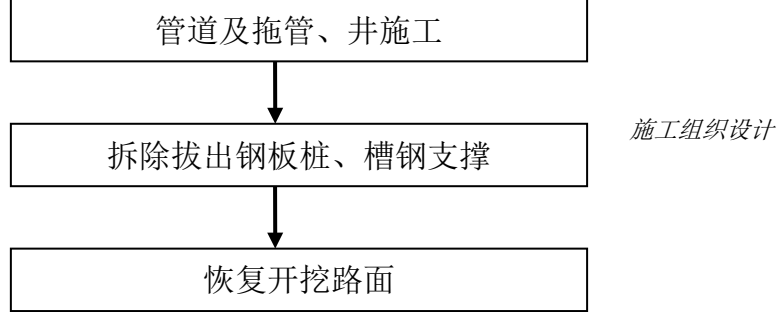 管道及拖管、井施工
施工组织设计
拆除拔出钢板桩、槽钢支撑
恢复开挖路面